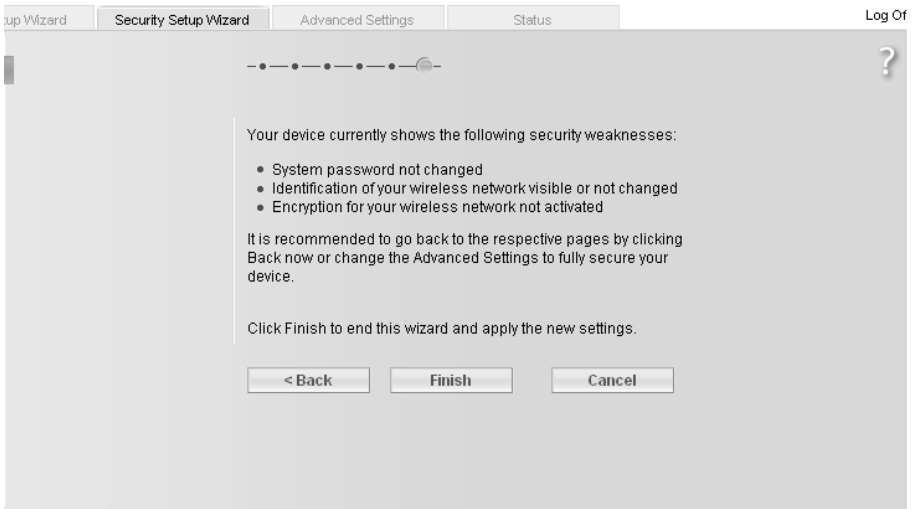 tup Wizard
Security Setup Wizard
Advanced Settings
Status
Log Of
?
Your device currently shows the following security weaknesses:
• System password not changed
• Identification of your wireless network visible or not changed
• Encryption for your wireless network not activated
It is recommended to go back to the respective pages by clicking
Back now or change the Advanced Settings to fully secure your
device.
Click Finish to end this wizard and apply the new settings.
< Back
Finish
Cancel